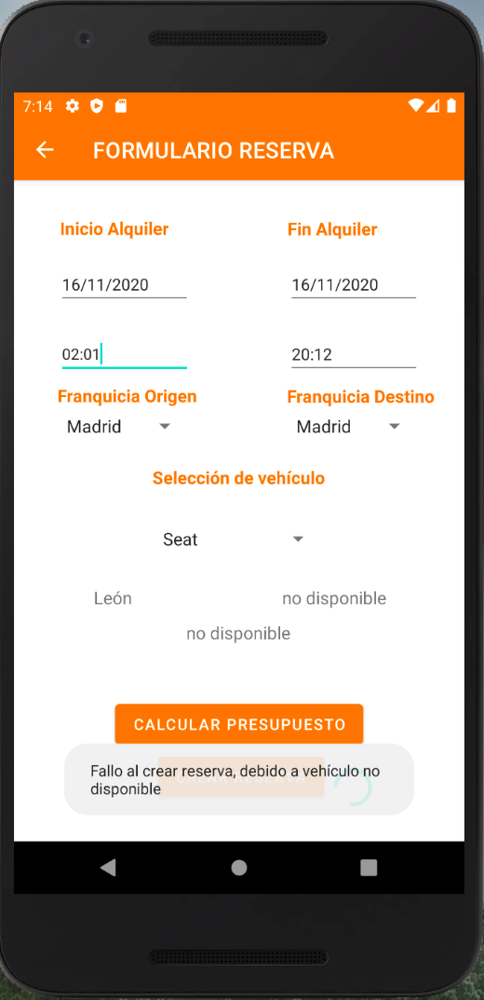 7:14
FORMULARIO RESERVA
Inicio Alquiler
Fin Alquiler
16/11/2020
16/11/2020
02:01
20:12
Franquicia Origen
Franquicia Destino
Madrid
Madrid
Selección de vehículo
Seat
León
no disponible
no disponible
CALCULAR PRESUPUESTO
Fallo al crear reserva, debido a vehículo no
disponible